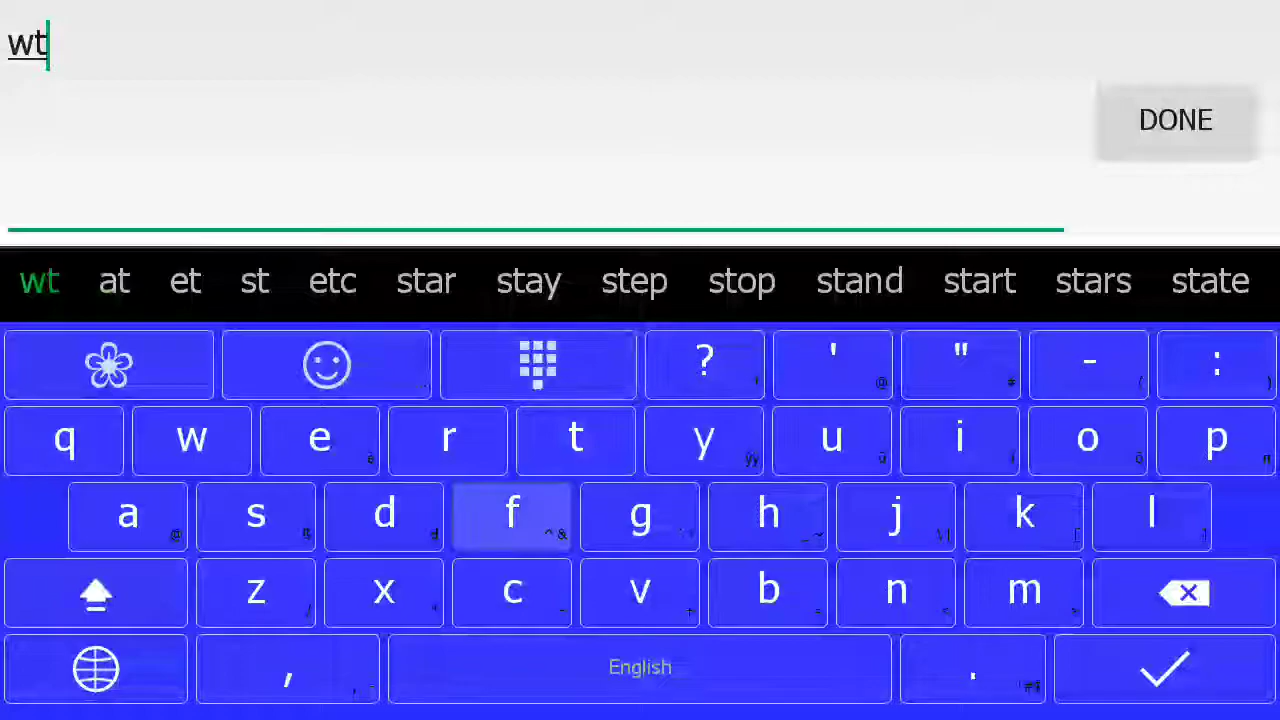 wt
DONE
wt at et st etc star stay step stop stand start stars state
? ' " - :
q w e r t y u i o p
a s d f g h j k l
z x c v b n m
, English .